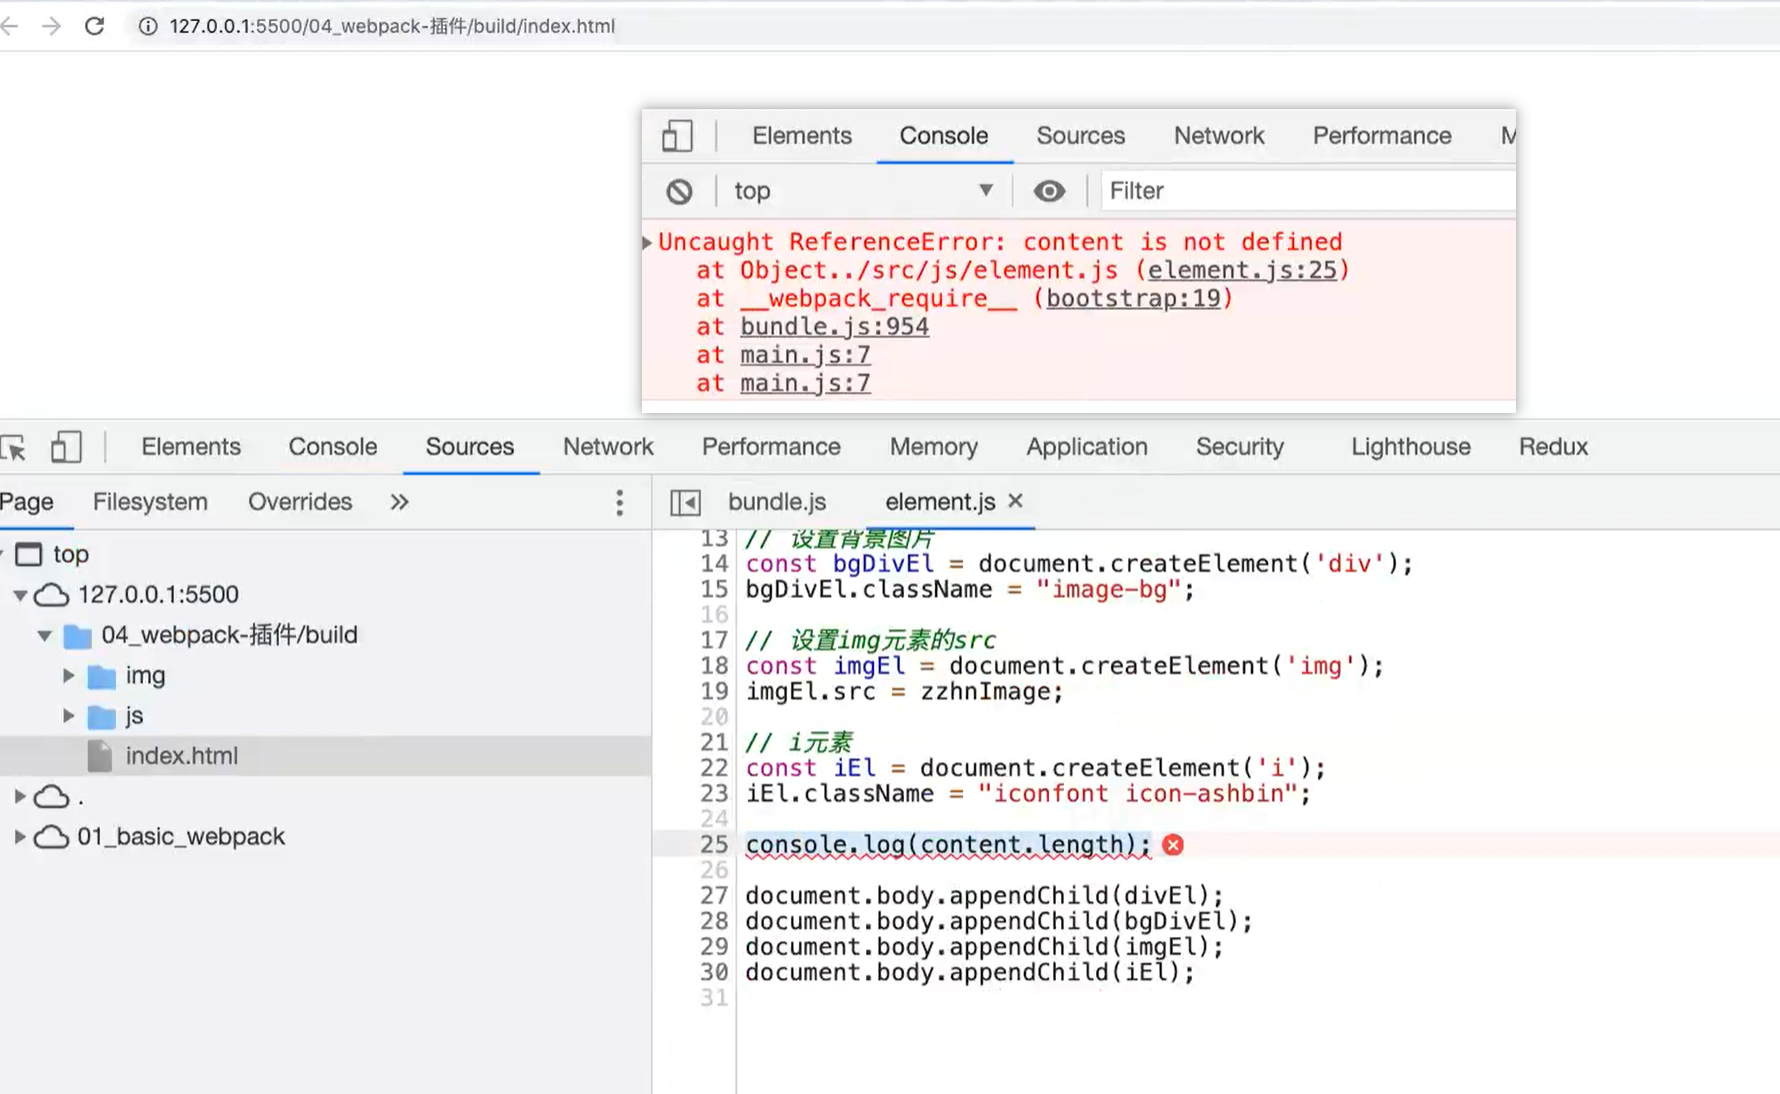 127.0.0.1:5500/04_webpack-插件/build/index.html
Elements Console Sources Network Performance M
top Filter
Uncaught ReferenceError: content is not defined
at Object../src/js/element.js (element.js:25)
at __webpack_require__ (bootstrap:19)
at bundle.js:954
at main.js:7
at main.js:7
Elements Console Sources Network Performance Memory Application Security Lighthouse Redux
Page Filesystem Overrides »
top
127.0.0.1:5500
04_webpack-插件/build
img
js
index.html
.
01_basic_webpack
bundle.js element.js ×
13 // 设置背景图片
14 const bgDivEl = document.createElement('div');
15 bgDivEl.className = "image-bg";
16
17 // 设置img元素的src
18 const imgEl = document.createElement('img');
19 imgEl.src = zzhnImage;
20
21 // i元素
22 const iEl = document.createElement('i');
23 iEl.className = "iconfont icon-ashbin";
24
25 console.log(content.length);
26
27 document.body.appendChild(divEl);
28 document.body.appendChild(bgDivEl);
29 document.body.appendChild(imgEl);
30 document.body.appendChild(iEl);
31